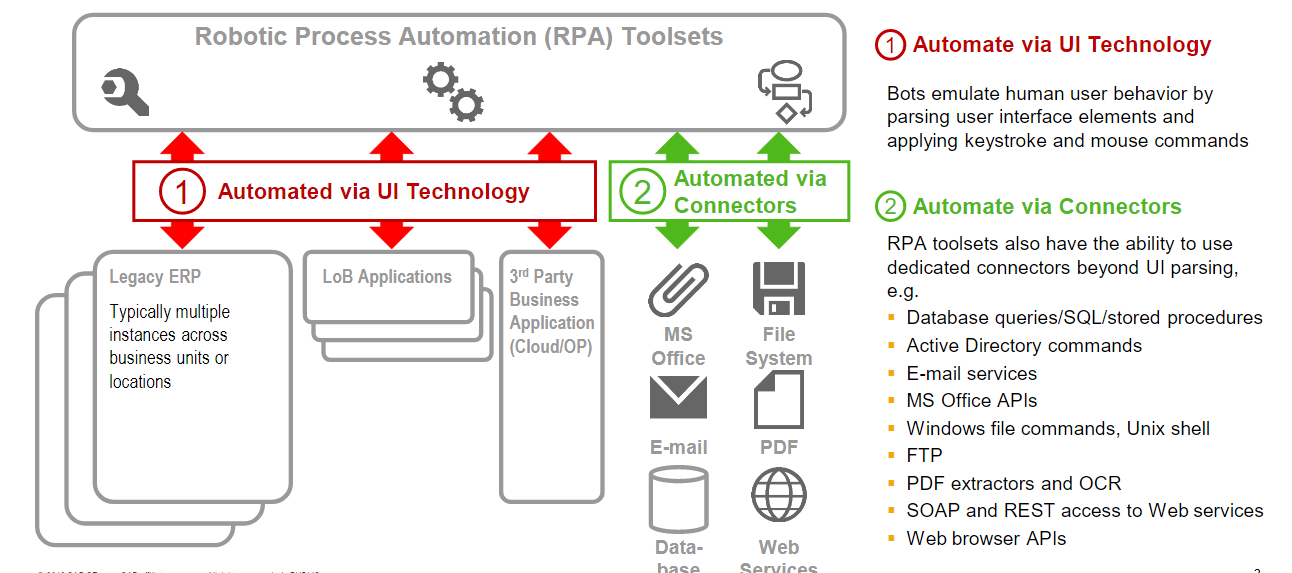 Robotic Process Automation (RPA) Toolsets
1 Automated via UI Technology
2 Automated via
Connectors
Legacy ERP
Typically multiple
instances across
business units or
locations
LoB Applications
3rd Party
Business
Application
(Cloud/OP)
MS
Office
File
System
E-mail
PDF
Data-
base
Web
Services
1 Automate via UI Technology
Bots emulate human user behavior by
parsing user interface elements and
applying keystroke and mouse commands
2 Automate via Connectors
RPA toolsets also have the ability to use
dedicated connectors beyond UI parsing,
e.g.
▪ Database queries/SQL/stored procedures
▪ Active Directory commands
▪ E-mail services
▪ MS Office APIs
▪ Windows file commands, Unix shell
▪ FTP
▪ PDF extractors and OCR
▪ SOAP and REST access to Web services
▪ Web browser APIs